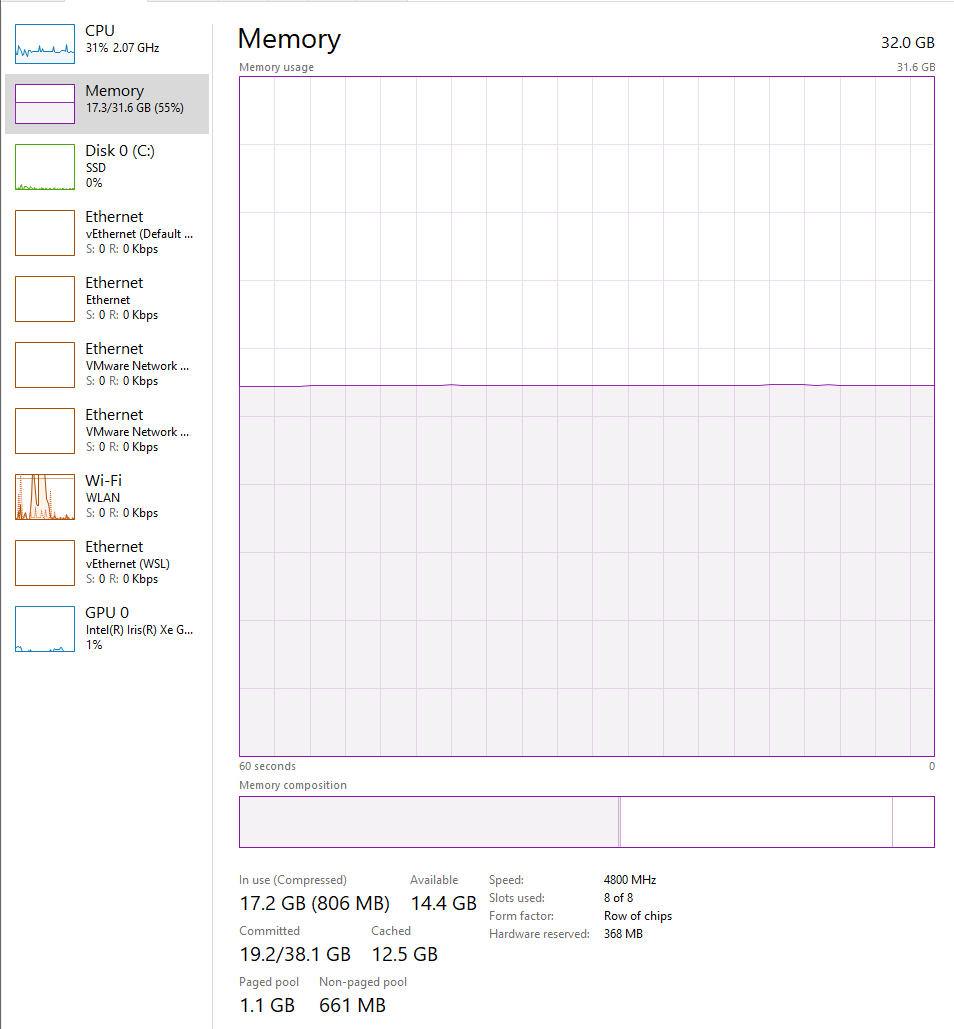 CPU
31% 2.07 GHz
Memory
17.3/31.6 GB (55%)
Disk 0 (C:)
SSD
0%
Ethernet
vEthernet (Default ...
S: 0 R: 0 Kbps
Ethernet
Ethernet
S: 0 R: 0 Kbps
Ethernet
VMware Network ...
S: 0 R: 0 Kbps
Ethernet
VMware Network ...
S: 0 R: 0 Kbps
Wi-Fi
WLAN
S: 0 R: 0 Kbps
Ethernet
vEthernet (WSL)
S: 0 R: 0 Kbps
GPU 0
Intel(R) Iris(R) Xe G...
1%
Memory 32.0 GB
Memory usage 31.6 GB
60 seconds 0
Memory composition
In use (Compressed) Available
17.2 GB (806 MB) 14.4 GB
Committed Cached
19.2/38.1 GB 12.5 GB
Paged pool Non-paged pool
1.1 GB 661 MB
Speed: 4800 MHz
Slots used: 8 of 8
Form factor: Row of chips
Hardware reserved: 368 MB